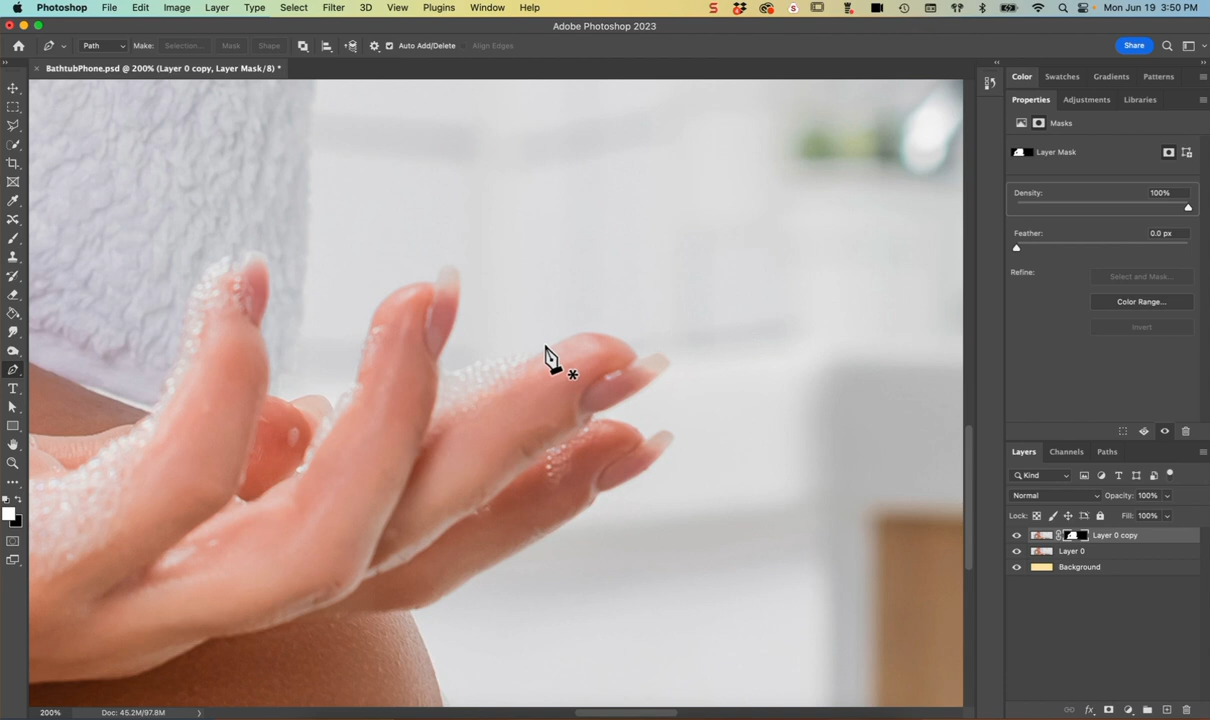 Photoshop File Edit Image Layer Type Select Filter 3D View Plugins Window Help Mon Jun 19 3:50 PM
Adobe Photoshop 2023
Path Make: Selection... Mask Shape Auto Add/Delete Align Edges Share
BathtubPhone.psd @ 200% (Layer 0 copy, Layer Mask/8) *
Color Swatches Gradients Patterns
Properties Adjustments Libraries
Masks
Layer Mask
Density: 100%
Feather: 0.0 px
Refine: Select and Mask...
Color Range...
Invert
Layers Channels Paths
Kind
Normal Opacity: 100%
Lock: Fill: 100%
Layer 0 copy
Layer 0
Background
200% Doc: 45.2M/97.8M